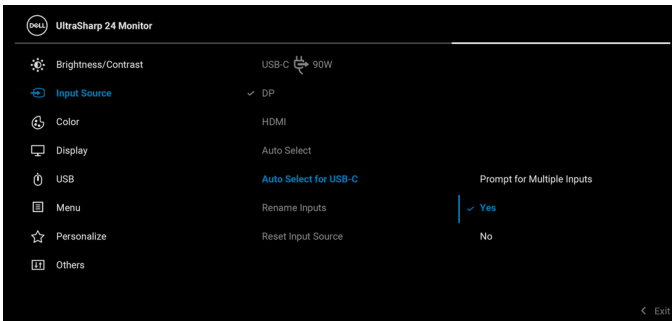 DELL UltraSharp 24 Monitor
Brightness/Contrast
USB-C 90W
Input Source
DP
Color
HDMI
Display
Auto Select
USB
Auto Select for USB-C
Prompt for Multiple Inputs
Menu
Rename Inputs
Yes
Personalize
Reset Input Source
No
Others
Exit